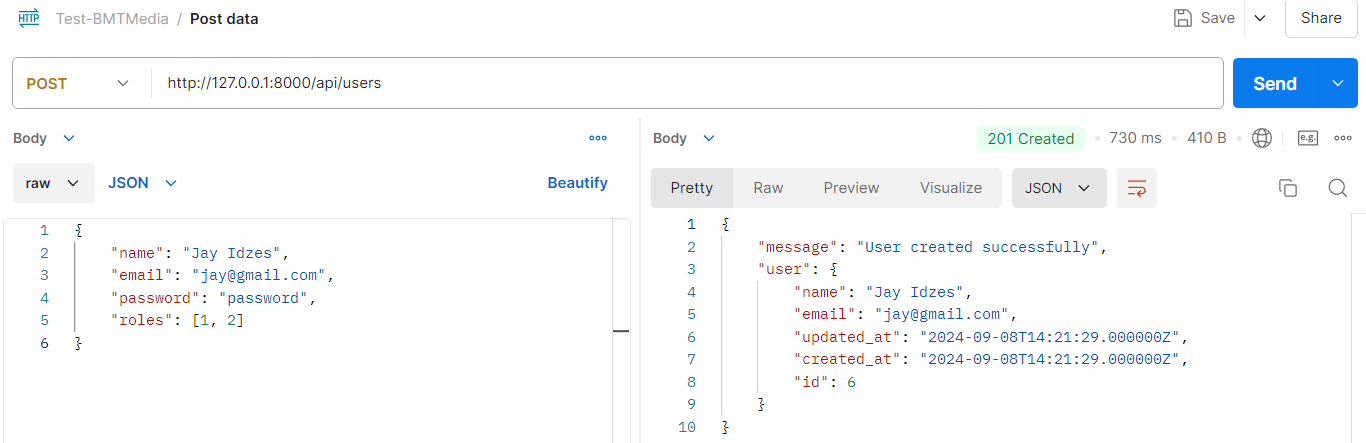 HTTP Test-BMTMedia / Post data Save Share
POST http://127.0.0.1:8000/api/users Send
Body
raw JSON Beautify
1 {
2 "name": "Jay Idzes",
3 "email": "jay@gmail.com",
4 "password": "password",
5 "roles": [1, 2]
6 }
Body 201 Created 730 ms 410 B e.g.
Pretty Raw Preview Visualize JSON
1 {
2 "message": "User created successfully",
3 "user": {
4 "name": "Jay Idzes",
5 "email": "jay@gmail.com",
6 "updated_at": "2024-09-08T14:21:29.000000Z",
7 "created_at": "2024-09-08T14:21:29.000000Z",
8 "id": 6
9 }
10 }